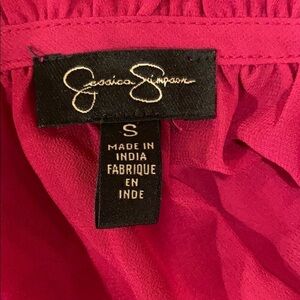 Jessica Simpson
S
MADE IN
INDIA
FABRIQUE
EN
INDE